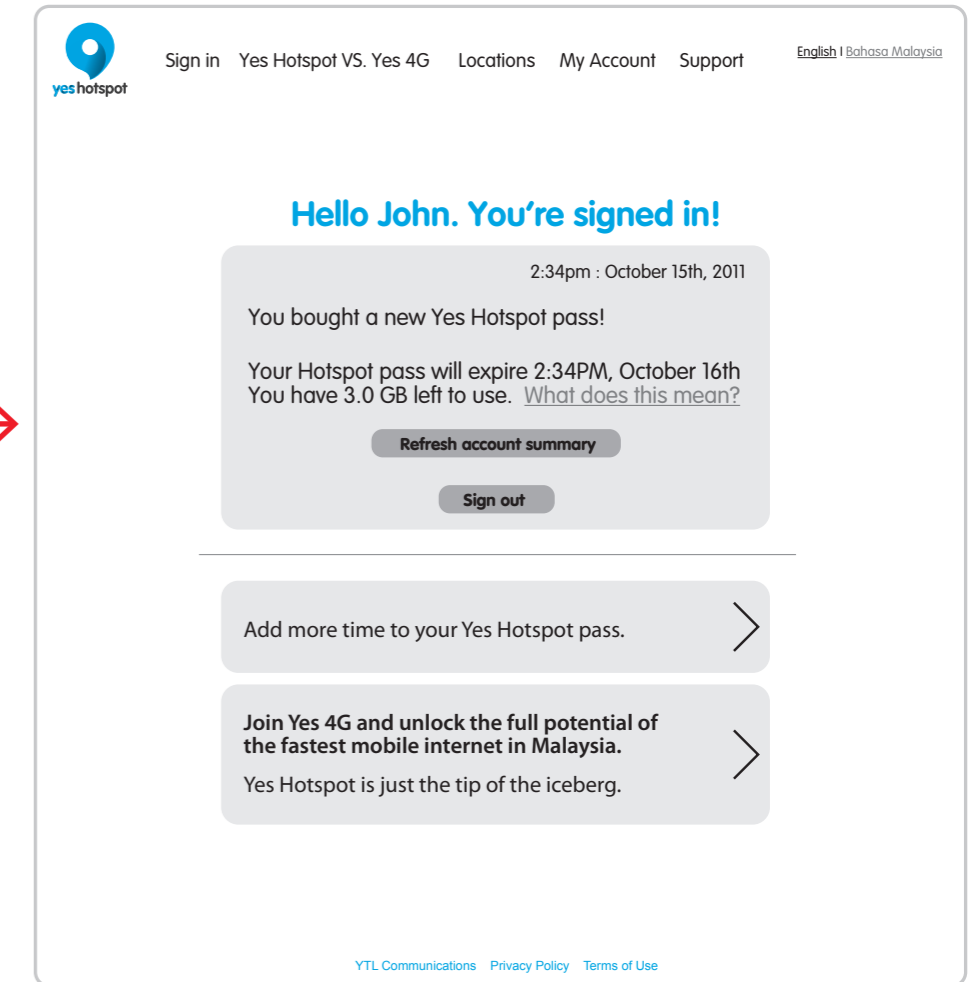 yes hotspot
Sign in Yes Hotspot VS. Yes 4G Locations My Account Support
English I Bahasa Malaysia
Hello John. You're signed in!
2:34pm : October 15th, 2011
You bought a new Yes Hotspot pass!
Your Hotspot pass will expire 2:34PM, October 16th
You have 3.0 GB left to use. What does this mean?
Refresh account summary
Sign out
Add more time to your Yes Hotspot pass.
Join Yes 4G and unlock the full potential of
the fastest mobile internet in Malaysia.
Yes Hotspot is just the tip of the iceberg.
YTL Communications Privacy Policy Terms of Use